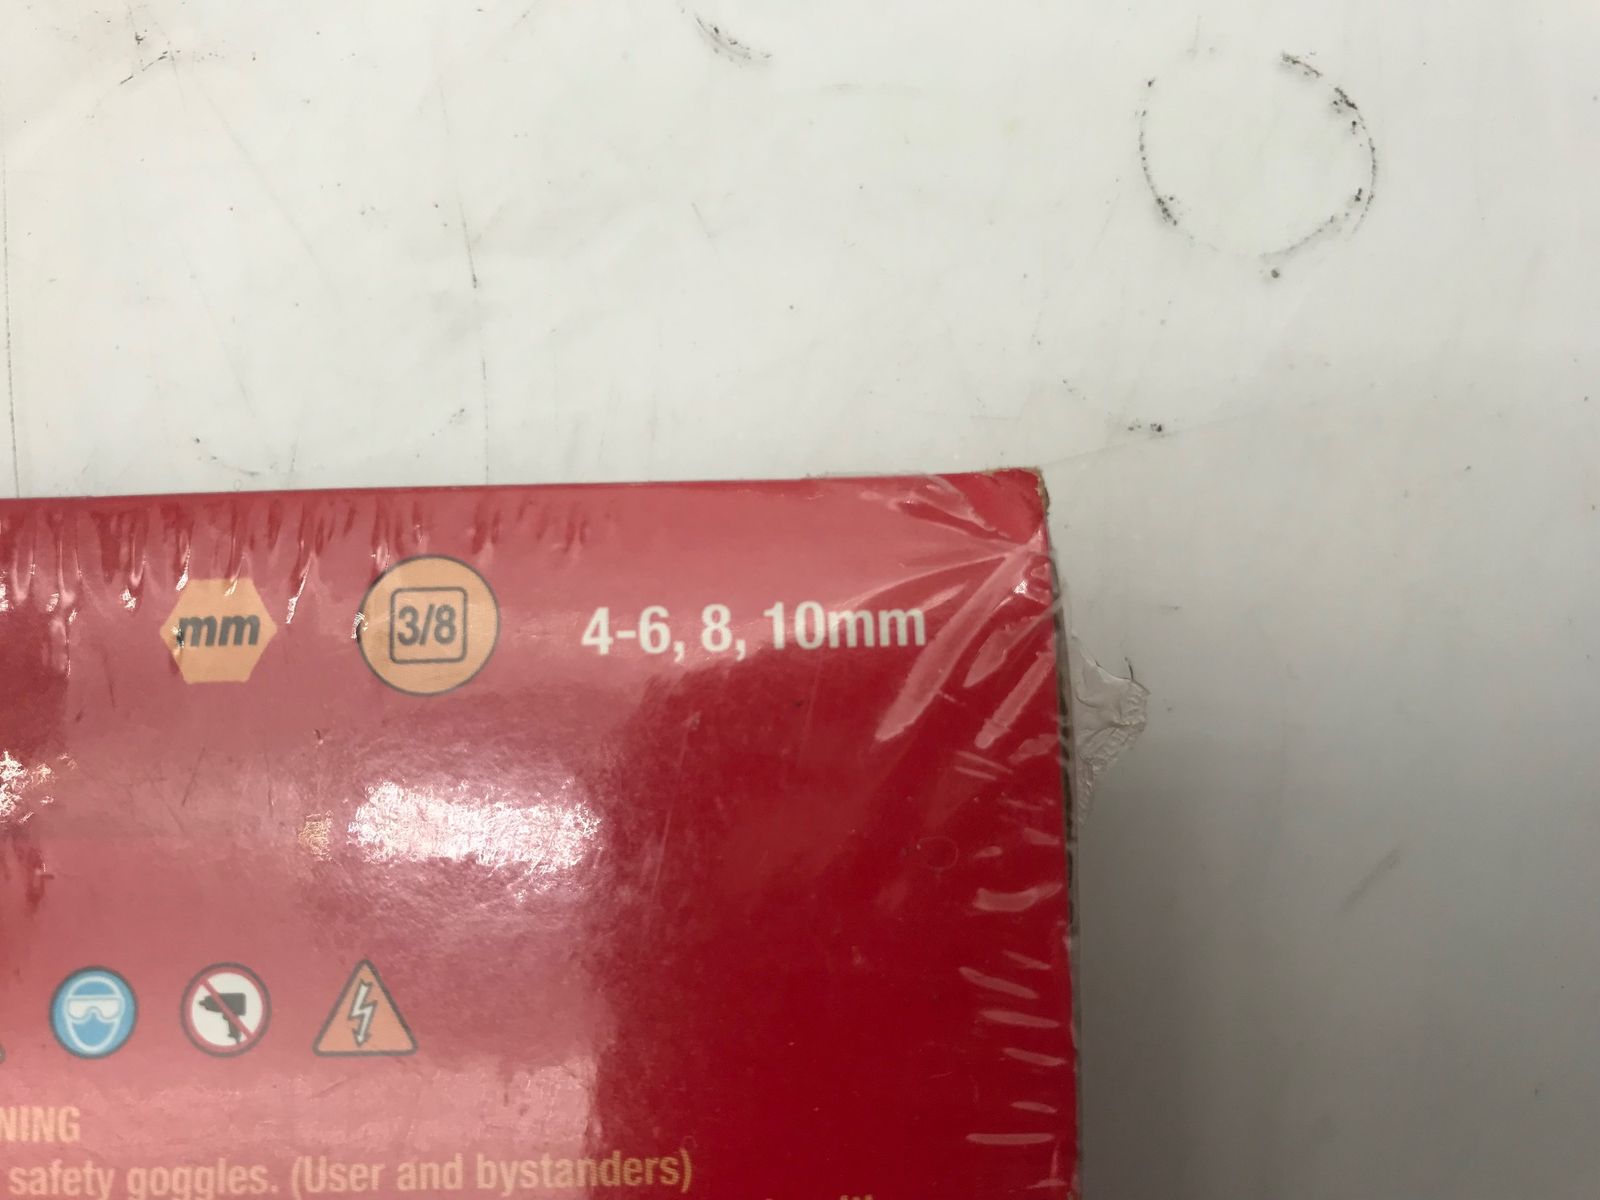 mm 3/8 4-6, 8, 10mm
NING
safety goggles. (User and bystanders)